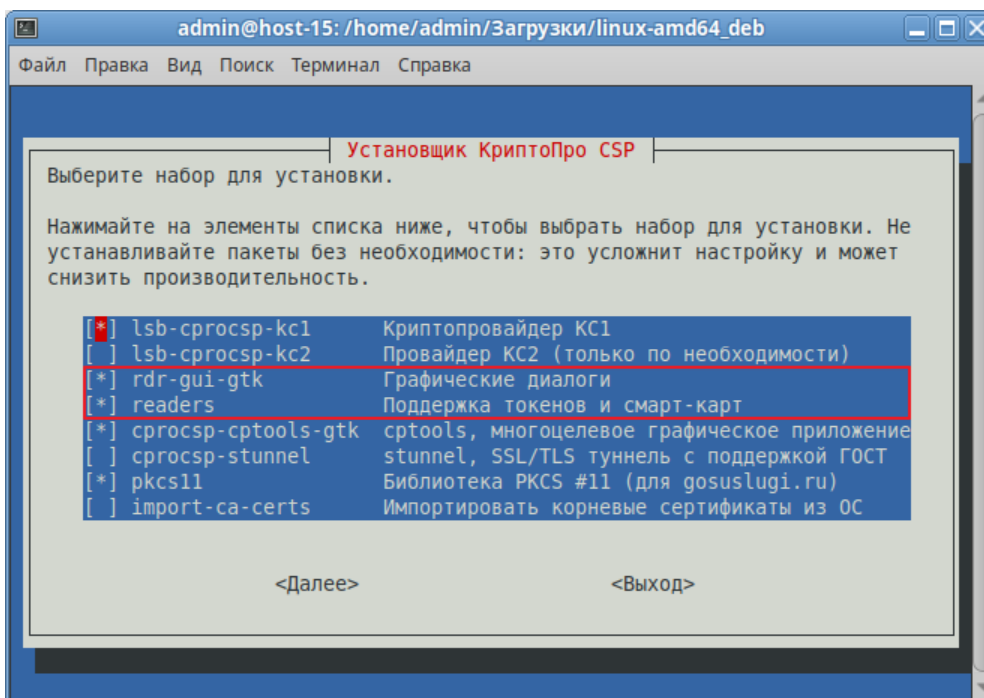 admin@host-15: /home/admin/Загрузки/linux-amd64_deb
Файл Правка Вид Поиск Терминал Справка
Установщик КриптоПро CSP
Выберите набор для установки.
Нажимайте на элементы списка ниже, чтобы выбрать набор для установки. Не
устанавливайте пакеты без необходимости: это усложнит настройку и может
снизить производительность.
[*] lsb-cprocsp-kc1 Криптопровайдер КС1
[ ] lsb-cprocsp-kc2 Провайдер КС2 (только по необходимости)
[*] rdr-gui-gtk Графические диалоги
[*] readers Поддержка токенов и смарт-карт
[*] cprocsp-cptools-gtk cptools, многоцелевое графическое приложение
[ ] cprocsp-stunnel stunnel, SSL/TLS туннель с поддержкой ГОСТ
[*] pkcs11 Библиотека PKCS #11 (для gosuslugi.ru)
[ ] import-ca-certs Импортировать корневые сертификаты из ОС
<Далее> <Выход>